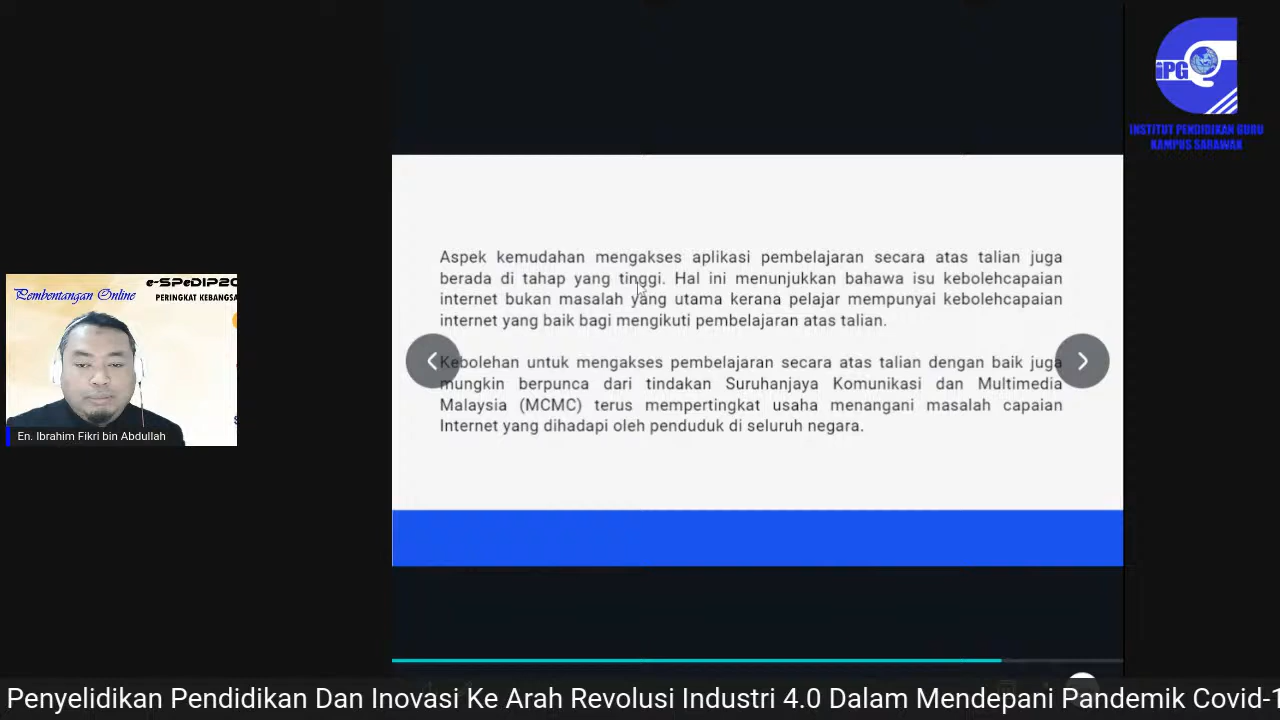 iPG
INSTITUT PENDIDIKAN GURU
KAMPUS SARAWAK
Aspek kemudahan mengakses aplikasi pembelajaran secara atas talian juga
berada di tahap yang tinggi. Hal ini menunjukkan bahawa isu kebolehcapaian
internet bukan masalah yang utama kerana pelajar mempunyai kebolehcapaian
internet yang baik bagi mengikuti pembelajaran atas talian.
Kebolehan untuk mengakses pembelajaran secara atas talian dengan baik juga
mungkin berpunca dari tindakan Suruhanjaya Komunikasi dan Multimedia
Malaysia (MCMC) terus mempertingkat usaha menangani masalah capaian
Internet yang dihadapi oleh penduduk di seluruh negara.
e-SPeDIP20
Pembentangan Online
PERINGKAT KEBANGSA
En. Ibrahim Fikri bin Abdullah
Penyelidikan Pendidikan Dan Inovasi Ke Arah Revolusi Industri 4.0 Dalam Mendepani Pandemik Covid-1